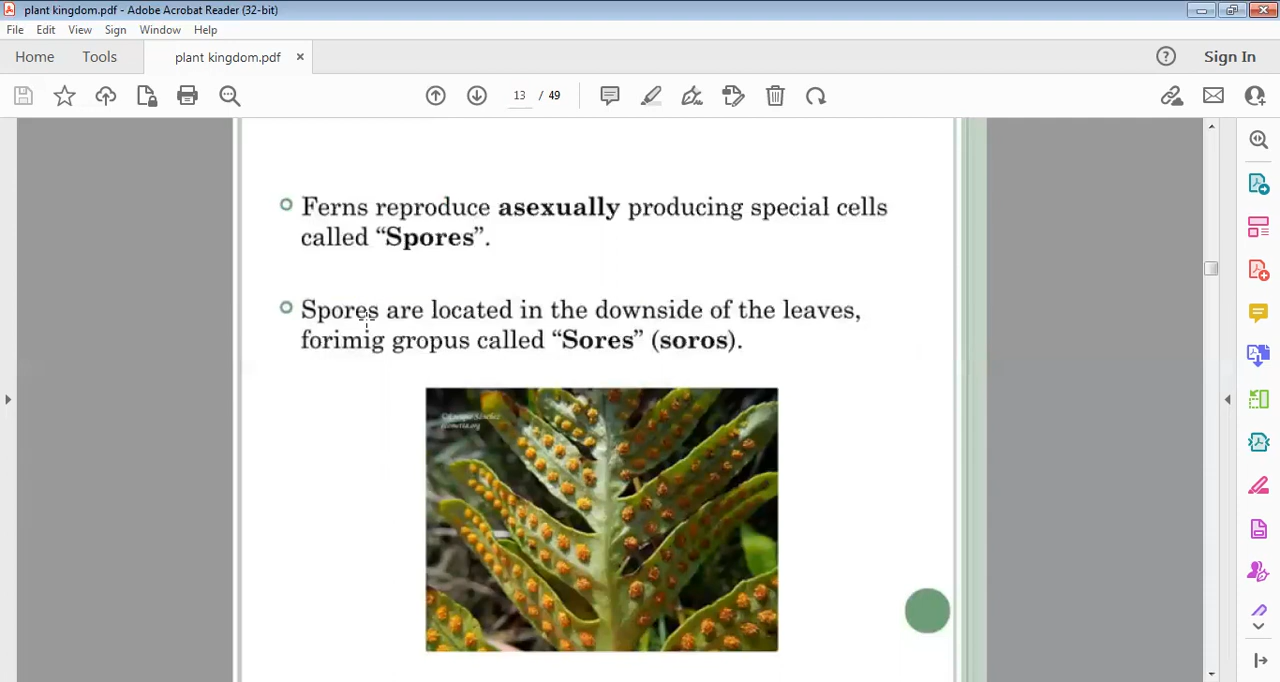 plant kingdom.pdf - Adobe Acrobat Reader (32-bit)
File Edit View Sign Window Help
Home Tools plant kingdom.pdf × Sign In
13 / 49
Ferns reproduce asexually producing special cells
called “Spores”.
Spores are located in the downside of the leaves,
forimig gropus called “Sores” (soros).